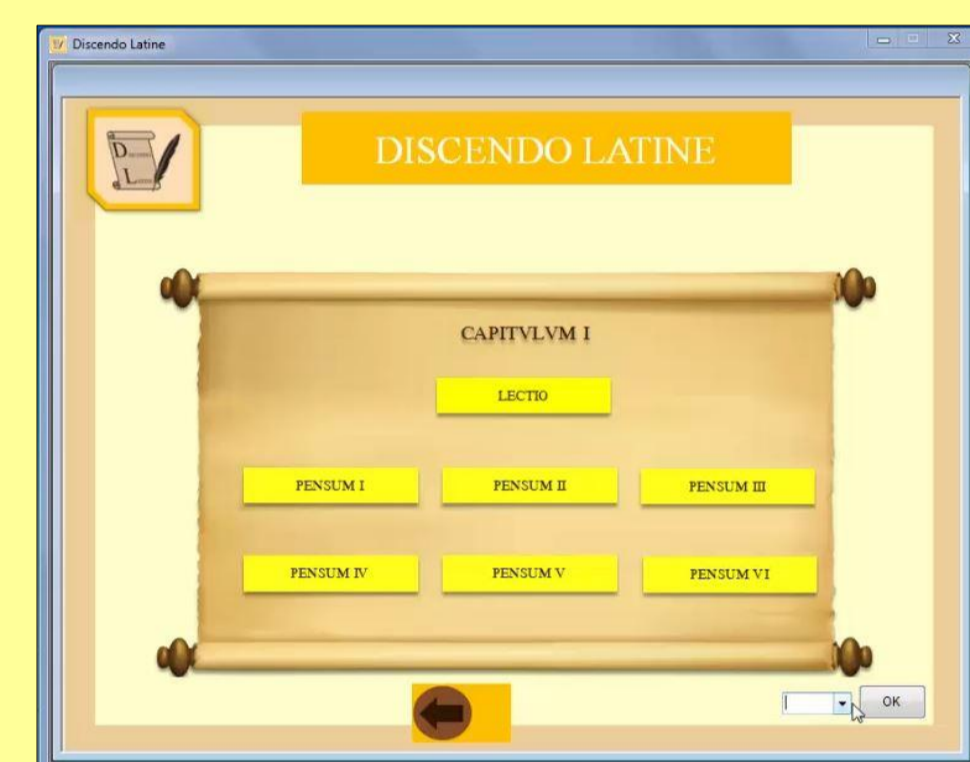 Discendo Latine
DISCENDO LATINE
CAPITVLVM I
LECTIO
PENSUM I
PENSUM II
PENSUM III
PENSUM IV
PENSUM V
PENSUM VI
OK